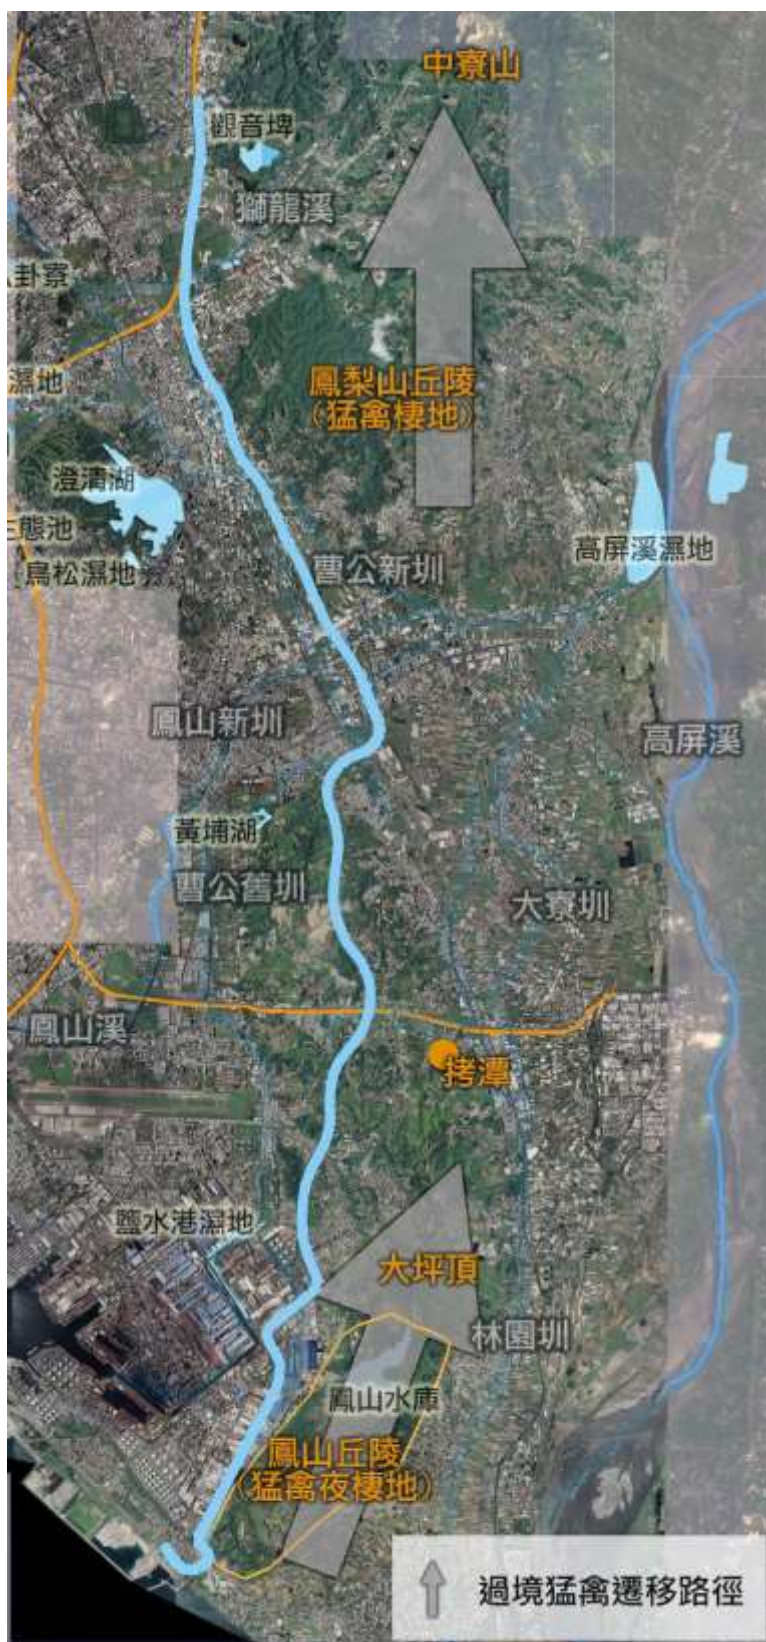 中寮山
觀音埤
獅龍溪
卦寮
濕地
鳳梨山丘陵
(猛禽棲地)
澄清湖
態池
鳥松濕地
曹公新圳
高屏溪濕地
鳳山新圳
高屏溪
黃埔湖
曹公舊圳
大寮圳
鳳山溪
拷潭
鹽水港濕地
大坪頂
林園圳
鳳山水庫
鳳山丘陵
(猛禽夜棲地)
過境猛禽遷移路徑